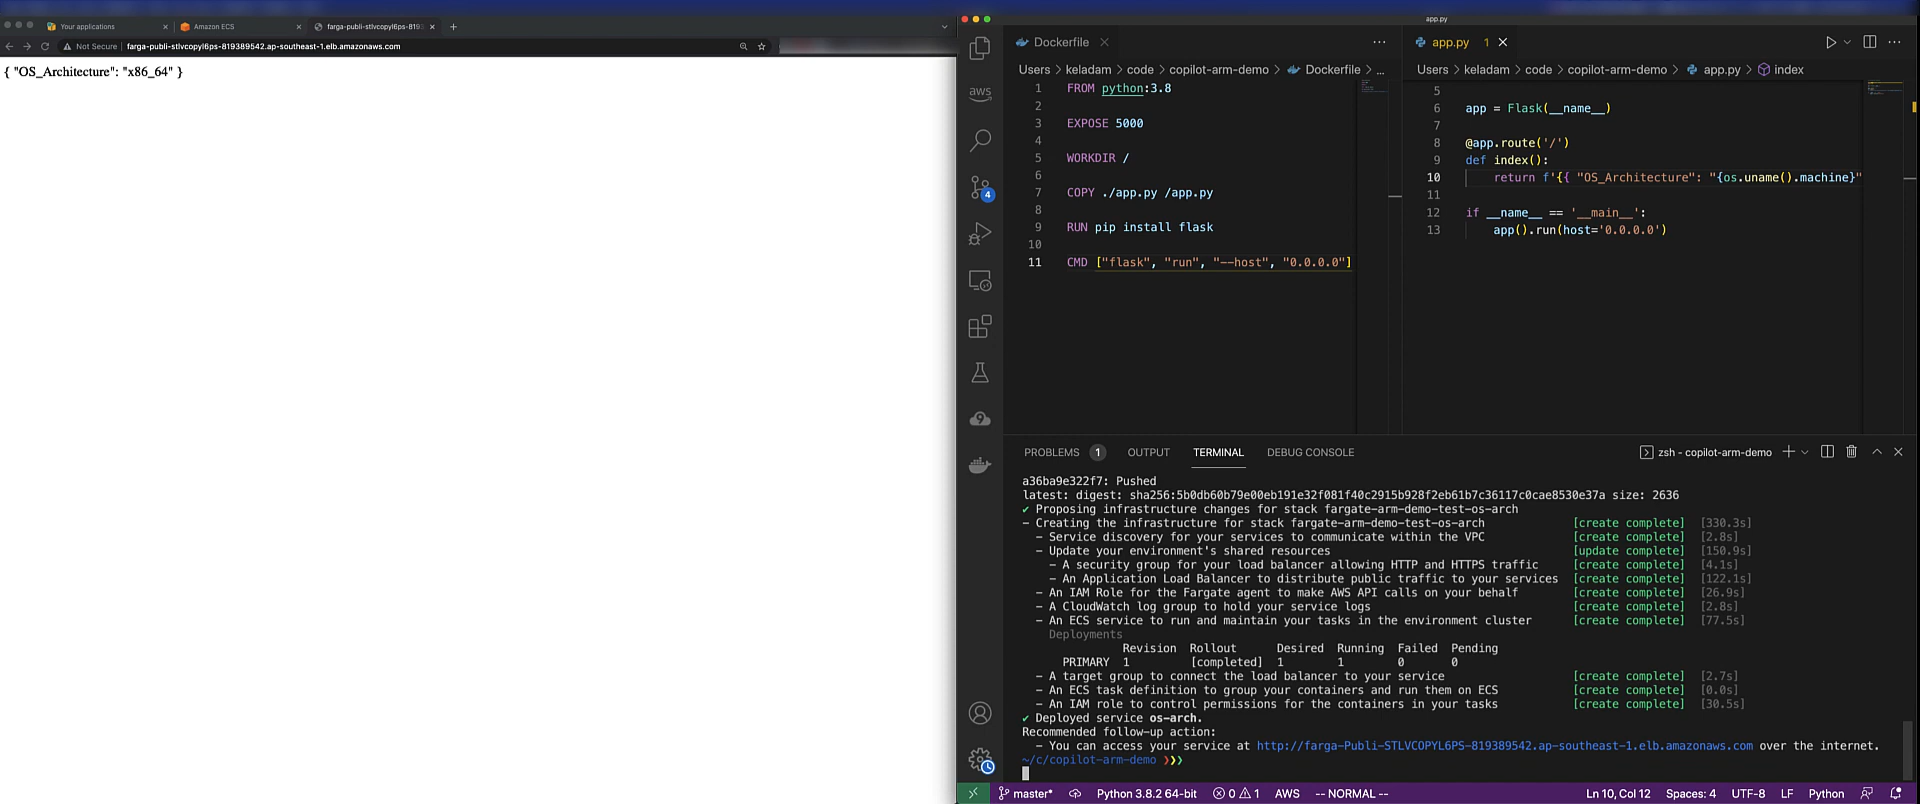 Your applications
Amazon ECS
farga-publi-stlvcopyl6ps-819
Not Secure
farga-publi-stlvcopyl6ps-819389542.ap-southeast-1.elb.amazonaws.com
{ "OS_Architecture": "x86_64" }
app.py
Dockerfile
Users > keladam > code > copilot-arm-demo > Dockerfile > ...
1 FROM python:3.8
2
3 EXPOSE 5000
4
5 WORKDIR /
6
7 COPY ./app.py /app.py
8
9 RUN pip install flask
10
11 CMD ["flask", "run", "--host", "0.0.0.0"]
app.py 1
Users > keladam > code > copilot-arm-demo > app.py > index
5
6 app = Flask(__name__)
7
8 @app.route('/')
9 def index():
10 return f'{{ "OS_Architecture": "{os.uname().machine}"
11
12 if __name__ == '__main__':
13 app().run(host='0.0.0.0')
aws
4
PROBLEMS 1 OUTPUT TERMINAL DEBUG CONSOLE
zsh - copilot-arm-demo
a36ba9e322f7: Pushed
latest: digest: sha256:5b0db60b79e00eb191e32f081f40c2915b928f2eb61b7c36117c0cae8530e37a size: 2636
✔ Proposing infrastructure changes for stack fargate-arm-demo-test-os-arch
- Creating the infrastructure for stack fargate-arm-demo-test-os-arch [create complete] [330.3s]
- Service discovery for your services to communicate within the VPC [create complete] [2.8s]
- Update your environment's shared resources [update complete] [150.9s]
- A security group for your load balancer allowing HTTP and HTTPS traffic [create complete] [4.1s]
- An Application Load Balancer to distribute public traffic to your services [create complete] [122.1s]
- An IAM Role for the Fargate agent to make AWS API calls on your behalf [create complete] [26.9s]
- A CloudWatch log group to hold your service logs [create complete] [2.8s]
- An ECS service to run and maintain your tasks in the environment cluster [create complete] [77.5s]
Deployments
Revision Rollout Desired Running Failed Pending
PRIMARY 1 [completed] 1 1 0 0
- A target group to connect the load balancer to your service [create complete] [2.7s]
- An ECS task definition to group your containers and run them on ECS [create complete] [0.0s]
- An IAM role to control permissions for the containers in your tasks [create complete] [30.5s]
✔ Deployed service os-arch.
Recommended follow-up action:
- You can access your service at http://farga-Publi-STLVCOPYL6PS-819389542.ap-southeast-1.elb.amazonaws.com over the internet.
~/c/copilot-arm-demo ❯❯❯
master* Python 3.8.2 64-bit 0 1 AWS -- NORMAL -- Ln 10, Col 12 Spaces: 4 UTF-8 LF Python